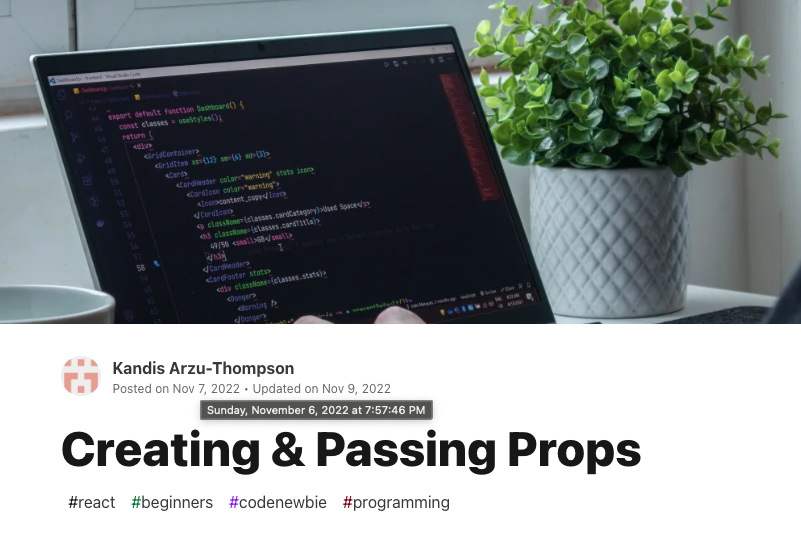 export default function Dashboard() {
const classes = useStyles();
return (
<div>
<GridContainer>
<GridItem xs={12} sm={6} md={3}>
<Card>
<CardHeader color="warning" stats icon>
<CardIcon color="warning">
<Icon>content_copy</Icon>
</CardIcon>
<p className={classes.cardCategory}>Used Space</p>
<h3 className={classes.cardTitle}>
49/50 <small>GB</small>
</h3>
50
</CardHeader>
<CardFooter stats>
<div className={classes.stats}>
<Danger>
<Warning />
</Danger>
Kandis Arzu-Thompson
Posted on Nov 7, 2022 • Updated on Nov 9, 2022
Sunday, November 6, 2022 at 7:57:46 PM
Creating & Passing Props
#react #beginners #codenewbie #programming